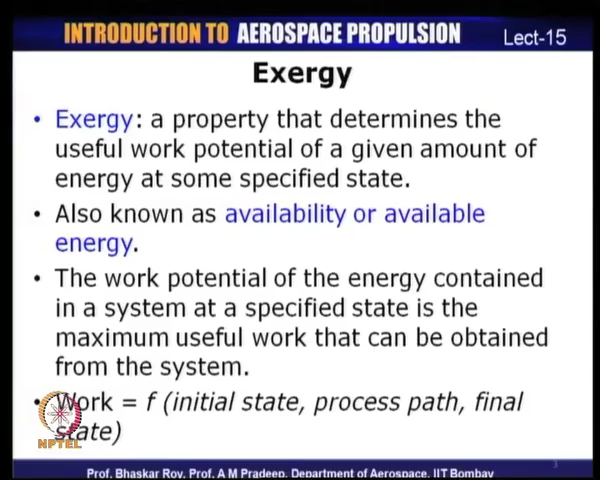 INTRODUCTION TO AEROSPACE PROPULSION Lect-15
Exergy
• Exergy: a property that determines the
useful work potential of a given amount of
energy at some specified state.
• Also known as availability or available
energy.
• The work potential of the energy contained
in a system at a specified state is the
maximum useful work that can be obtained
from the system.
• Work = f (initial state, process path, final
state)
NPTEL
3
Prof. Bhaskar Roy, Prof. A M Pradeep, Department of Aerospace, IIT Bombay